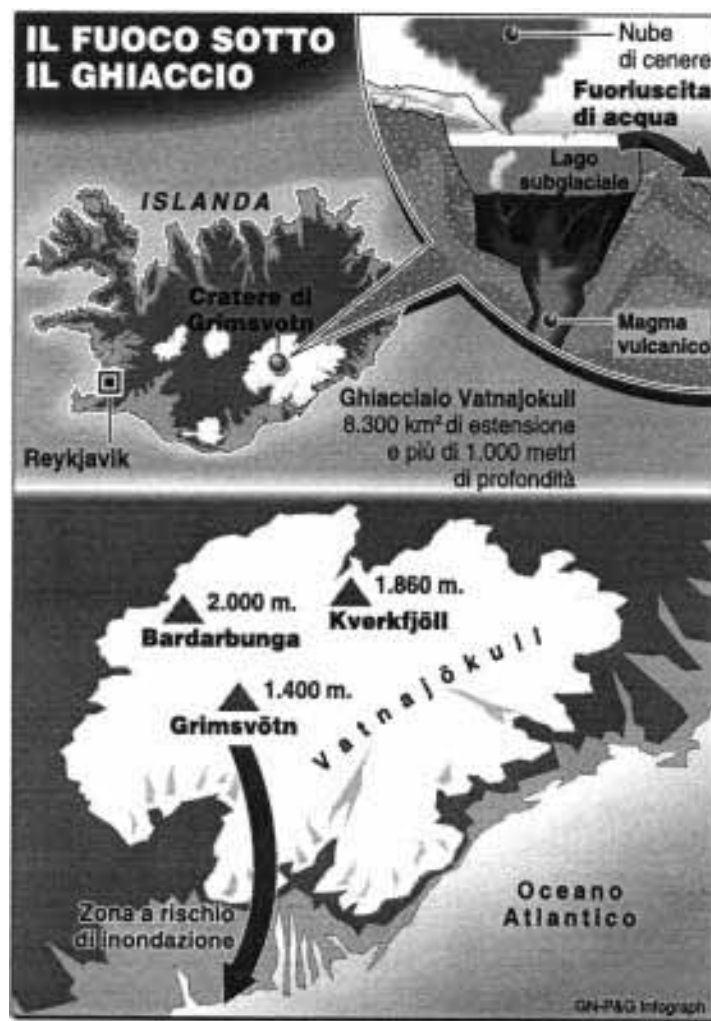 IL FUOCO SOTTO
IL GHIACCIO
Nube
di cenere
Fuoriuscita
di acqua
Lago
subglaciale
Magma
vulcanico
ISLANDA
Cratere di
Grimsvotn
Reykjavik
Ghiacciaio Vatnajokull
8.300 km² di estensione
e più di 1.000 metri
di profondità
2.000 m.
Bardarbunga
1.860 m.
Kverkfjöll
1.400 m.
Grimsvötn
Vatnajökull
Zona a rischio
di inondazione
Oceano
Atlantico
GN-P&G Infograph